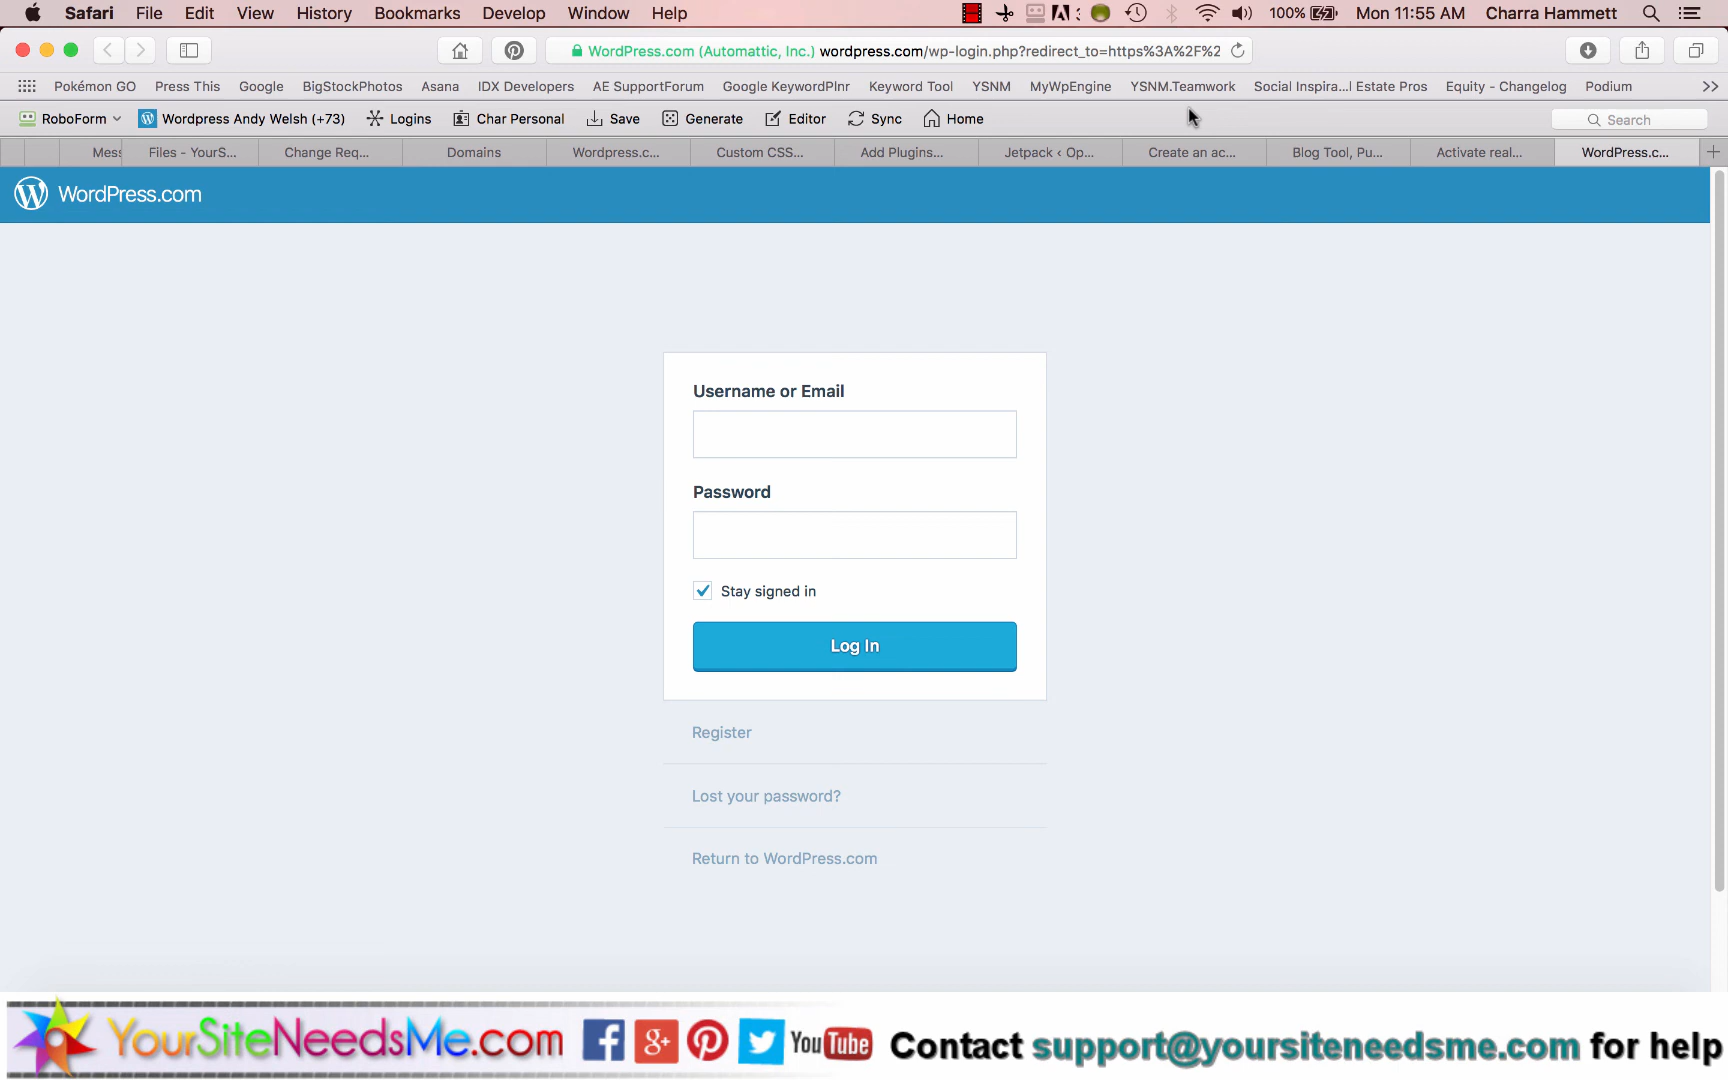 Safari File Edit View History Bookmarks Develop Window Help 100% Mon 11:55 AM Charra Hammett
WordPress.com (Automattic, Inc.) wordpress.com/wp-login.php?redirect_to=https%3A%2F%2
Pokémon GO Press This Google BigStockPhotos Asana IDX Developers AE SupportForum Google KeywordPlnr Keyword Tool YSNM MyWpEngine YSNM.Teamwork Social Inspira...l Estate Pros Equity - Changelog Podium
RoboForm Wordpress Andy Welsh (+73) Logins Char Personal Save Generate Editor Sync Home Search
Mes Files - YourS... Change Req... Domains Wordpress.c... Custom CSS... Add Plugins... Jetpack ‹ Op... Create an ac... Blog Tool, Pu... Activate real... WordPress.c...
WordPress.com
Username or Email
Password
Stay signed in
Log In
Register
Lost your password?
Return to WordPress.com
YourSiteNeedsMe.com You Tube Contact support@yoursiteneedsme.com for help